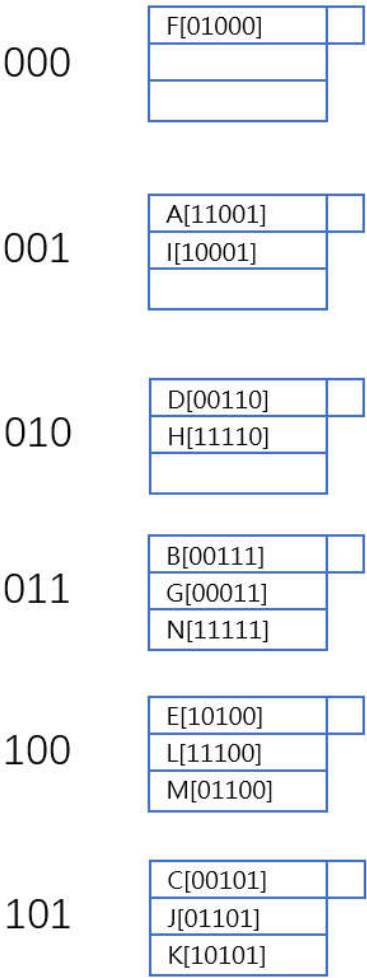 F[01000]
000
A[11001]
001
I[10001]
D[00110]
010
H[11110]
B[00111]
011
G[00011]
N[11111]
E[10100]
100
L[11100]
M[01100]
C[00101]
101
J[01101]
K[10101]